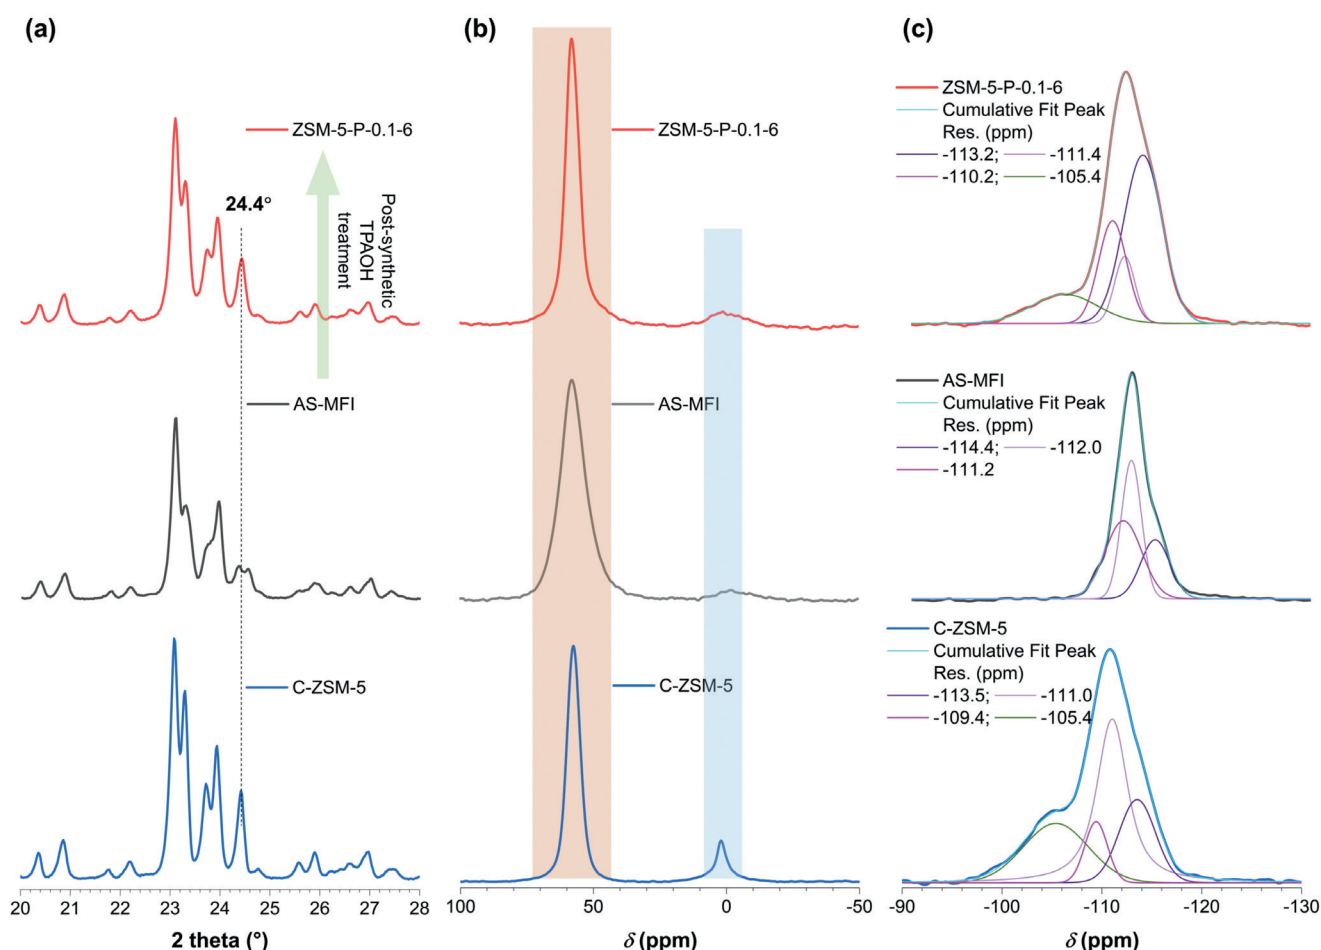 (a)
ZSM-5-P-0.1-6
24.4°
Post-synthetic
TPAOH
treatment
AS-MFI
C-ZSM-5
20 21 22 23 24 25 26 27 28
2 theta (°)
(b)
ZSM-5-P-0.1-6
AS-MFI
C-ZSM-5
100 50 0 -50
δ (ppm)
(c)
ZSM-5-P-0.1-6
Cumulative Fit Peak
Res. (ppm)
-113.2; -111.4
-110.2; -105.4
AS-MFI
Cumulative Fit Peak
Res. (ppm)
-114.4; -112.0
-111.2
C-ZSM-5
Cumulative Fit Peak
Res. (ppm)
-113.5; -111.0
-109.4; -105.4
-90 -100 -110 -120 -130
δ (ppm)